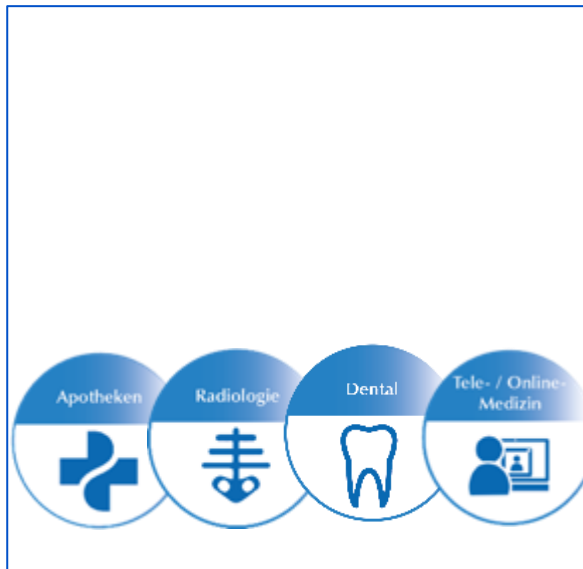 Apotheken
Radiologie
Dental
Tele- / Online-
Medizin